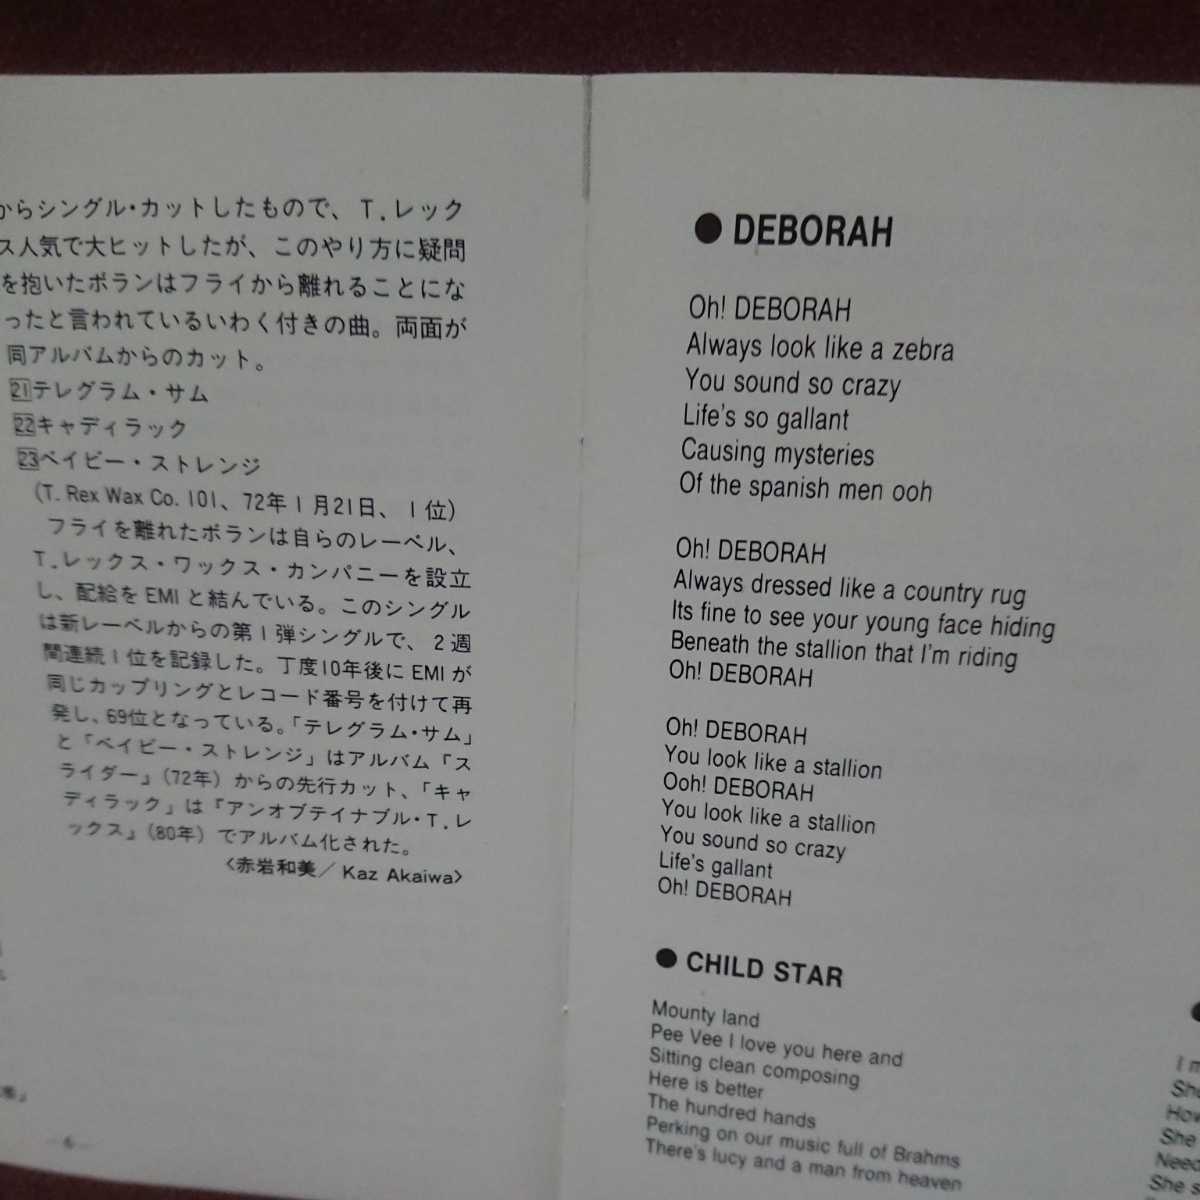 からシングル・カットしたもので、T.レック
ス人気で大ヒットしたが、このやり方に疑問
を抱いたボランはフライから離れることにな
ったと言われているいわく付きの曲。両面が
同アルバムからのカット。
21テレグラム・サム
22キャディラック
23ベイビー・ストレンジ
(T. Rex Wax Co. 101、72年1月21日、1位)
フライを離れたボランは自らのレーベル、
T.レックス・ワックス・カンパニーを設立
し、配給をEMIと結んでいる。このシングル
は新レーベルからの第1弾シングルで、2週
間連続1位を記録した。丁度10年後にEMIが
同じカップリングとレコード番号を付けて再
発し、69位となっている。「テレグラム・サム」
と「ベイビー・ストレンジ」はアルバム『ス
ライダー』(72年)からの先行カット、「キャ
ディラック」は『アンオブテイナブル・T.レ
ックス』(80年)でアルバム化された。
〈赤岩和美/Kaz Akaiwa〉
—6—
● DEBORAH
Oh! DEBORAH
Always look like a zebra
You sound so crazy
Life's so gallant
Causing mysteries
Of the spanish men ooh
Oh! DEBORAH
Always dressed like a country rug
Its fine to see your young face hiding
Beneath the stallion that I'm riding
Oh! DEBORAH
Oh! DEBORAH
You look like a stallion
Ooh! DEBORAH
You look like a stallion
You sound so crazy
Life's gallant
Oh! DEBORAH
● CHILD STAR
Mounty land
Pee Vee I love you here and
Sitting clean composing
Here is better
The hundred hands
Perking on our music full of Brahms
There's lucy and a man from heaven
●
I
She
How
She
Need
She